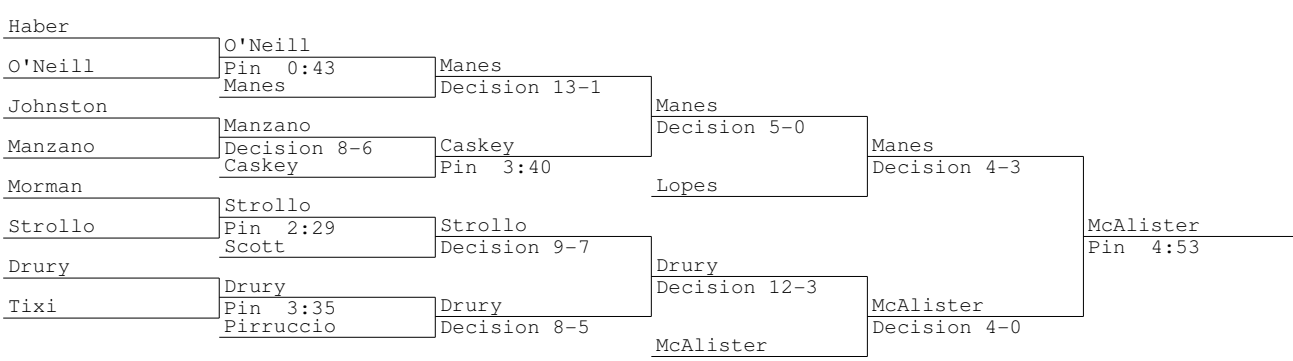 Haber
O'Neill
O'Neill
Pin 0:43
Manes
Manes
Decision 13-1
Johnston
Manzano
Manzano
Decision 8-6
Caskey
Caskey
Pin 3:40
Manes
Decision 5-0
Lopes
Manes
Decision 4-3
Morman
Strollo
Strollo
Pin 2:29
Scott
Strollo
Decision 9-7
Drury
Tixi
Drury
Pin 3:35
Pirruccio
Drury
Decision 8-5
Drury
Decision 12-3
McAlister
McAlister
Decision 4-0
McAlister
Pin 4:53